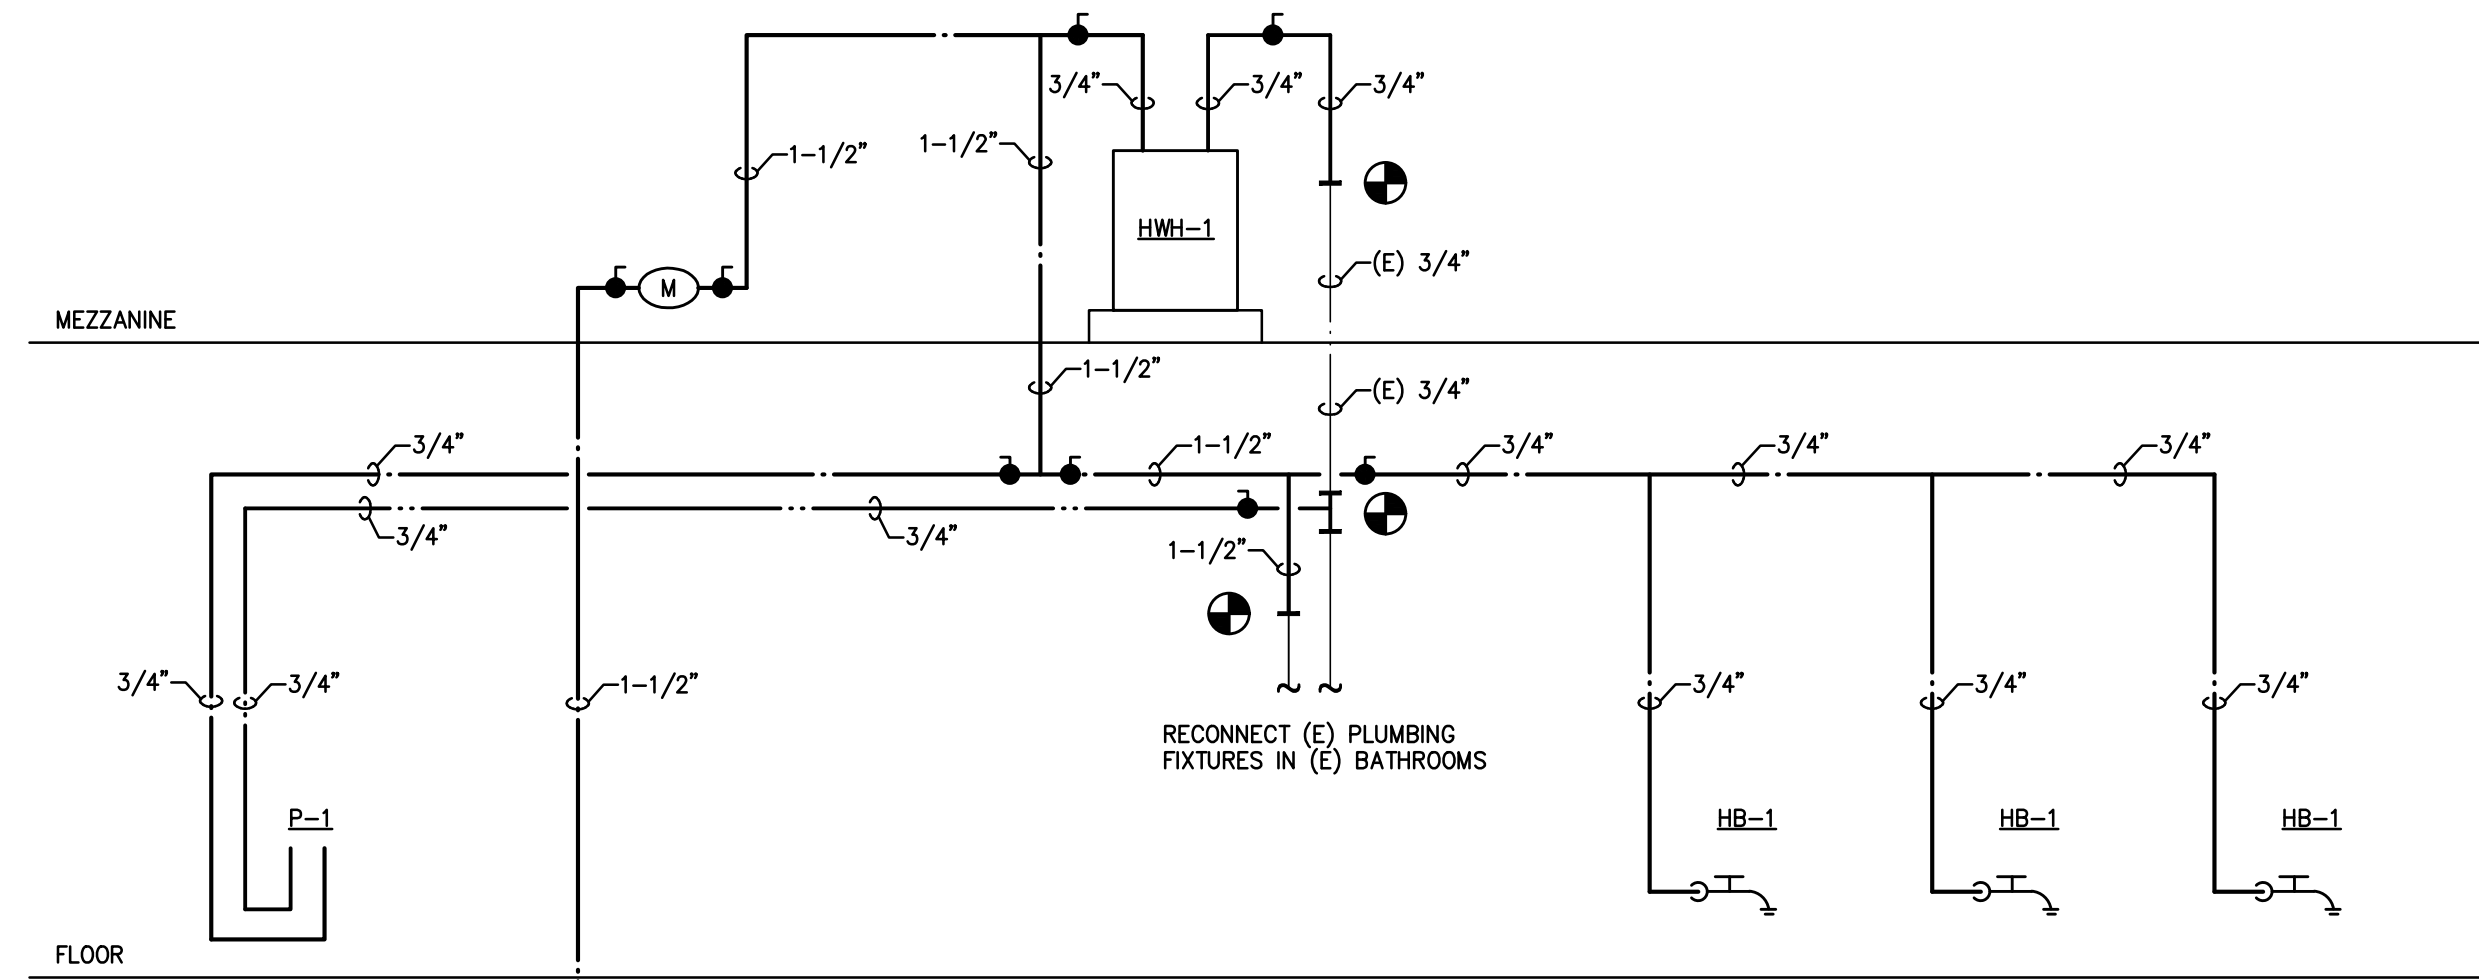 3/4"
3/4"
3/4"
1-1/2"
1-1/2"
HWH-1
(E) 3/4"
M
MEZZANINE
1-1/2"
(E) 3/4"
3/4"
1-1/2"
3/4"
3/4"
3/4"
3/4"
3/4"
1-1/2"
3/4"
3/4"
1-1/2"
3/4"
3/4"
3/4"
RECONNECT (E) PLUMBING
FIXTURES IN (E) BATHROOMS
P-1
HB-1
HB-1
HB-1
FLOOR